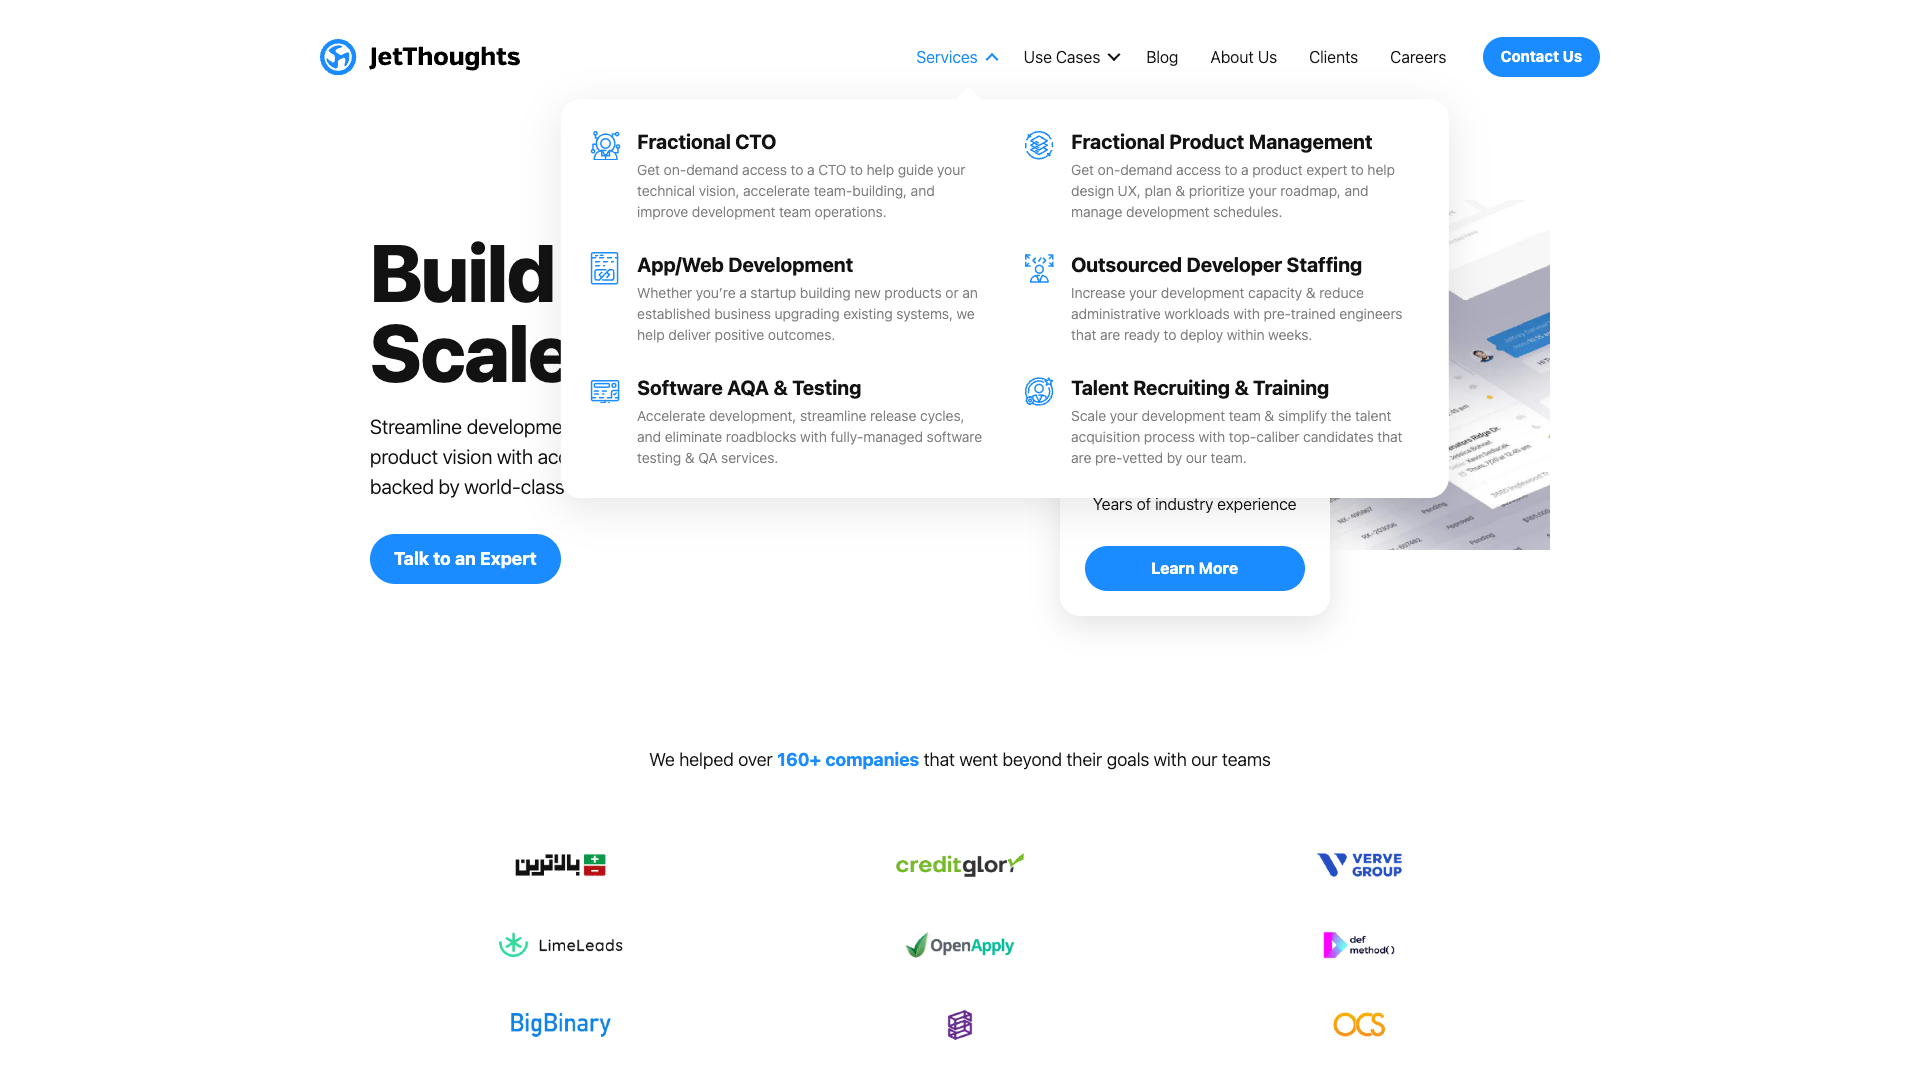 JetThoughts
Services
Use Cases
Blog
About Us
Clients
Careers
Contact Us
Fractional CTO
Get on-demand access to a CTO to help guide your
technical vision, accelerate team-building, and
improve development team operations.
Fractional Product Management
Get on-demand access to a product expert to help
design UX, plan & prioritize your roadmap, and
manage development schedules.
App/Web Development
Whether you’re a startup building new products or an
established business upgrading existing systems, we
help deliver positive outcomes.
Outsourced Developer Staffing
Increase your development capacity & reduce
administrative workloads with pre-trained engineers
that are ready to deploy within weeks.
Software AQA & Testing
Accelerate development, streamline release cycles,
and eliminate roadblocks with fully-managed software
testing & QA services.
Talent Recruiting & Training
Scale your development team & simplify the talent
acquisition process with top-caliber candidates that
are pre-vetted by our team.
Build
Scale
Streamline developme
product vision with
backed by world-class
Talk to an Expert
Years of industry experience
Learn More
Pending
Approved
Pending
We helped over 160+ companies that went beyond their goals with our teams
بالاترین
creditglory
VERVE
GROUP
LimeLeads
OpenApply
def
method()
BigBinary
OCS